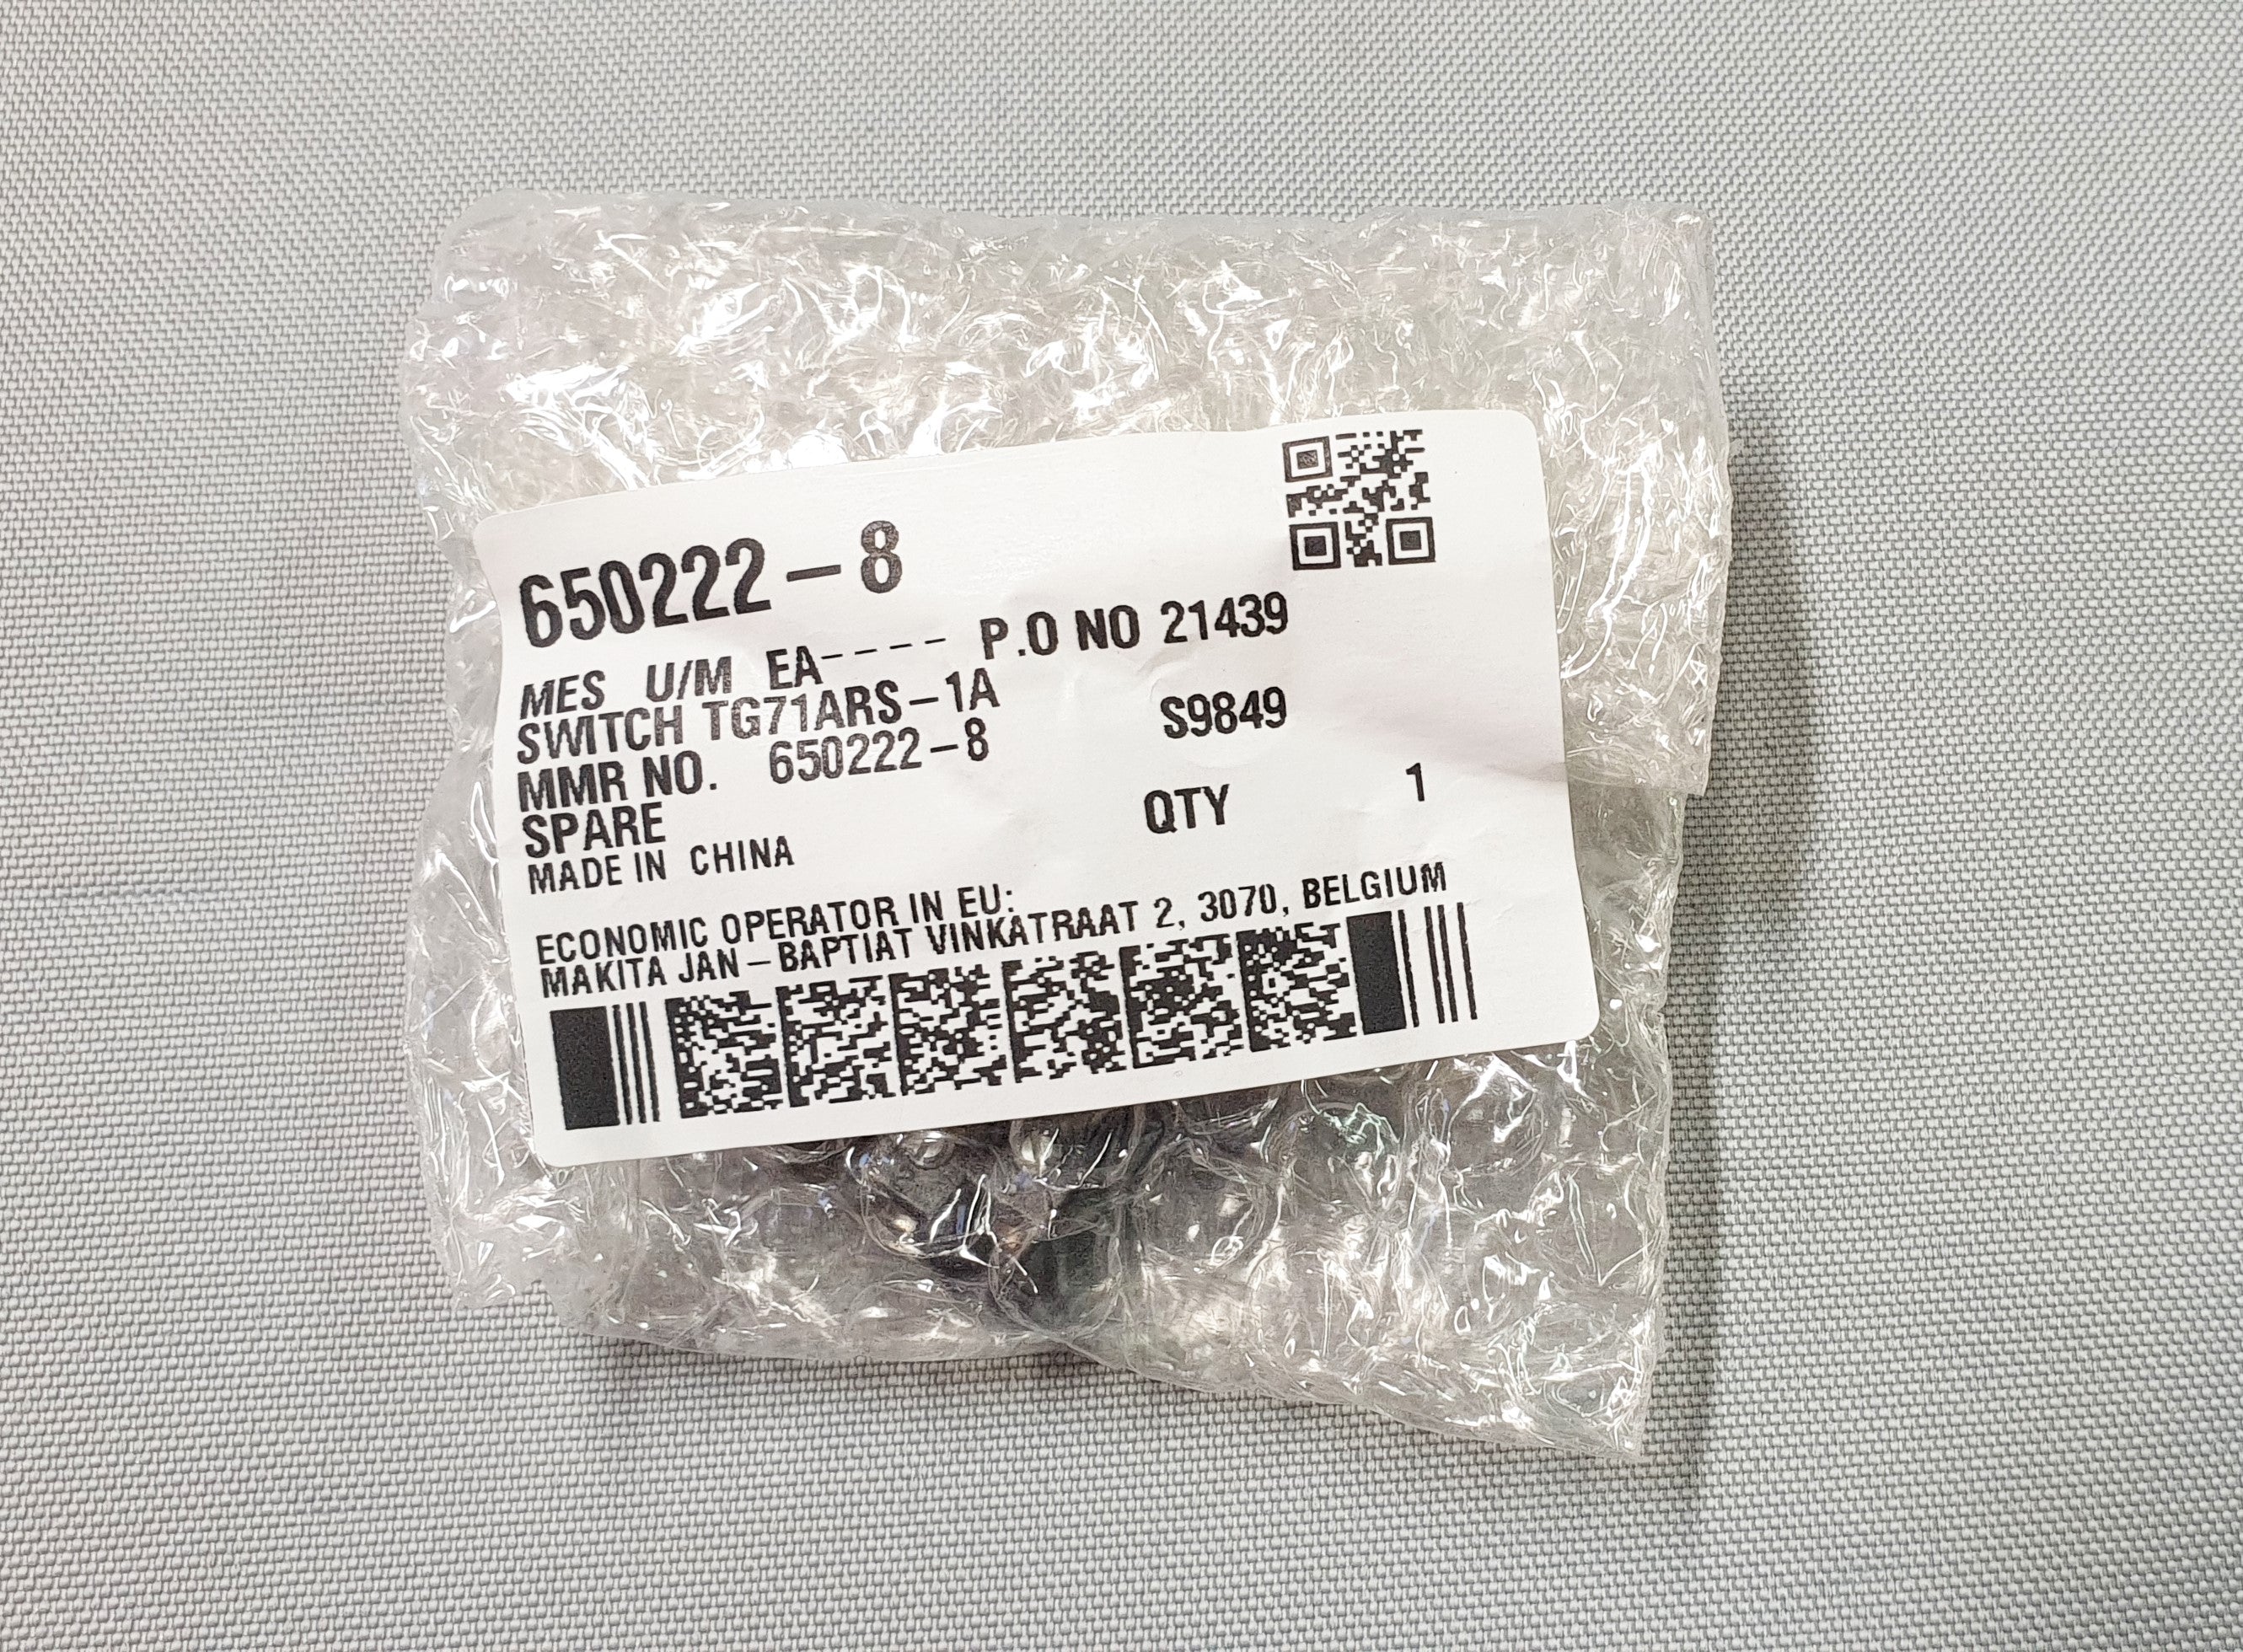 650222-8
MES U/M EA---- P.O NO 21439
SWITCH TG71ARS-1A S9849
MMR NO. 650222-8
SPARE QTY 1
MADE IN CHINA
ECONOMIC OPERATOR IN EU:
MAKITA JAN-BAPTIAT VINKATRAAT 2, 3070, BELGIUM